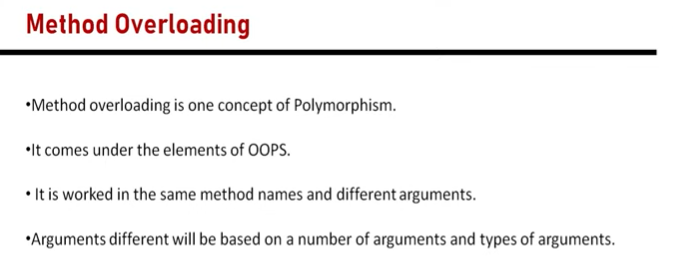 Method Overloading
•Method overloading is one concept of Polymorphism.
•It comes under the elements of OOPS.
• It is worked in the same method names and different arguments.
•Arguments different will be based on a number of arguments and types of arguments.